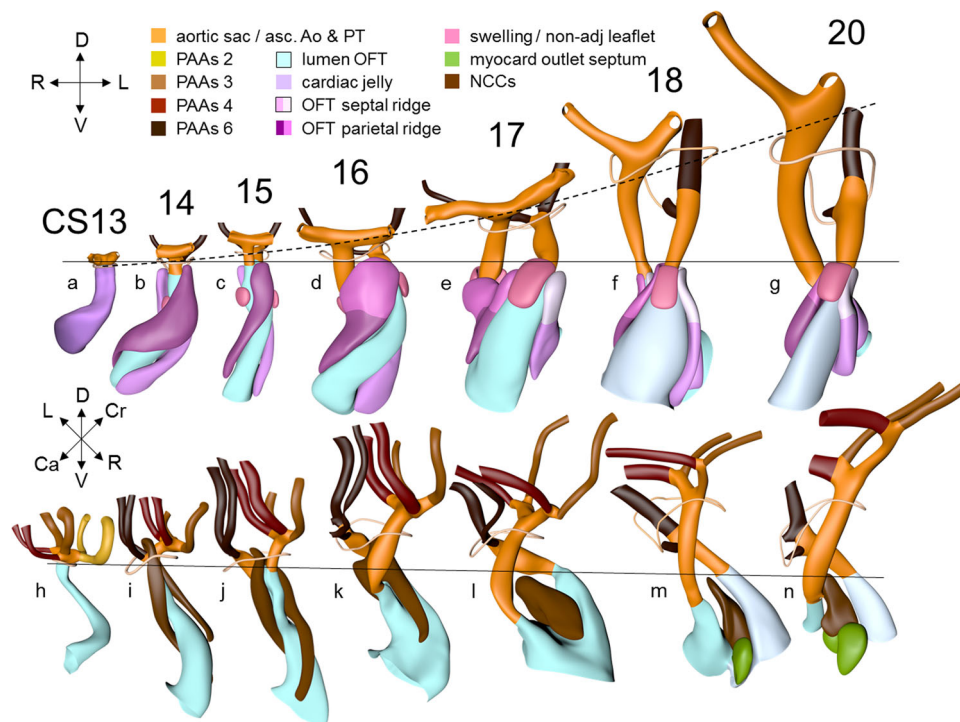 D
R L
V
aortic sac / asc. Ao & PT
PAAs 2
PAAs 3
PAAs 4
PAAs 6
lumen OFT
cardiac jelly
OFT septal ridge
OFT parietal ridge
swelling / non-adj leaflet
myocard outlet septum
NCCs
CS13 14 15 16 17 18 20
a b c d e f g
D
L Cr
Ca R
V
h i j k l m n